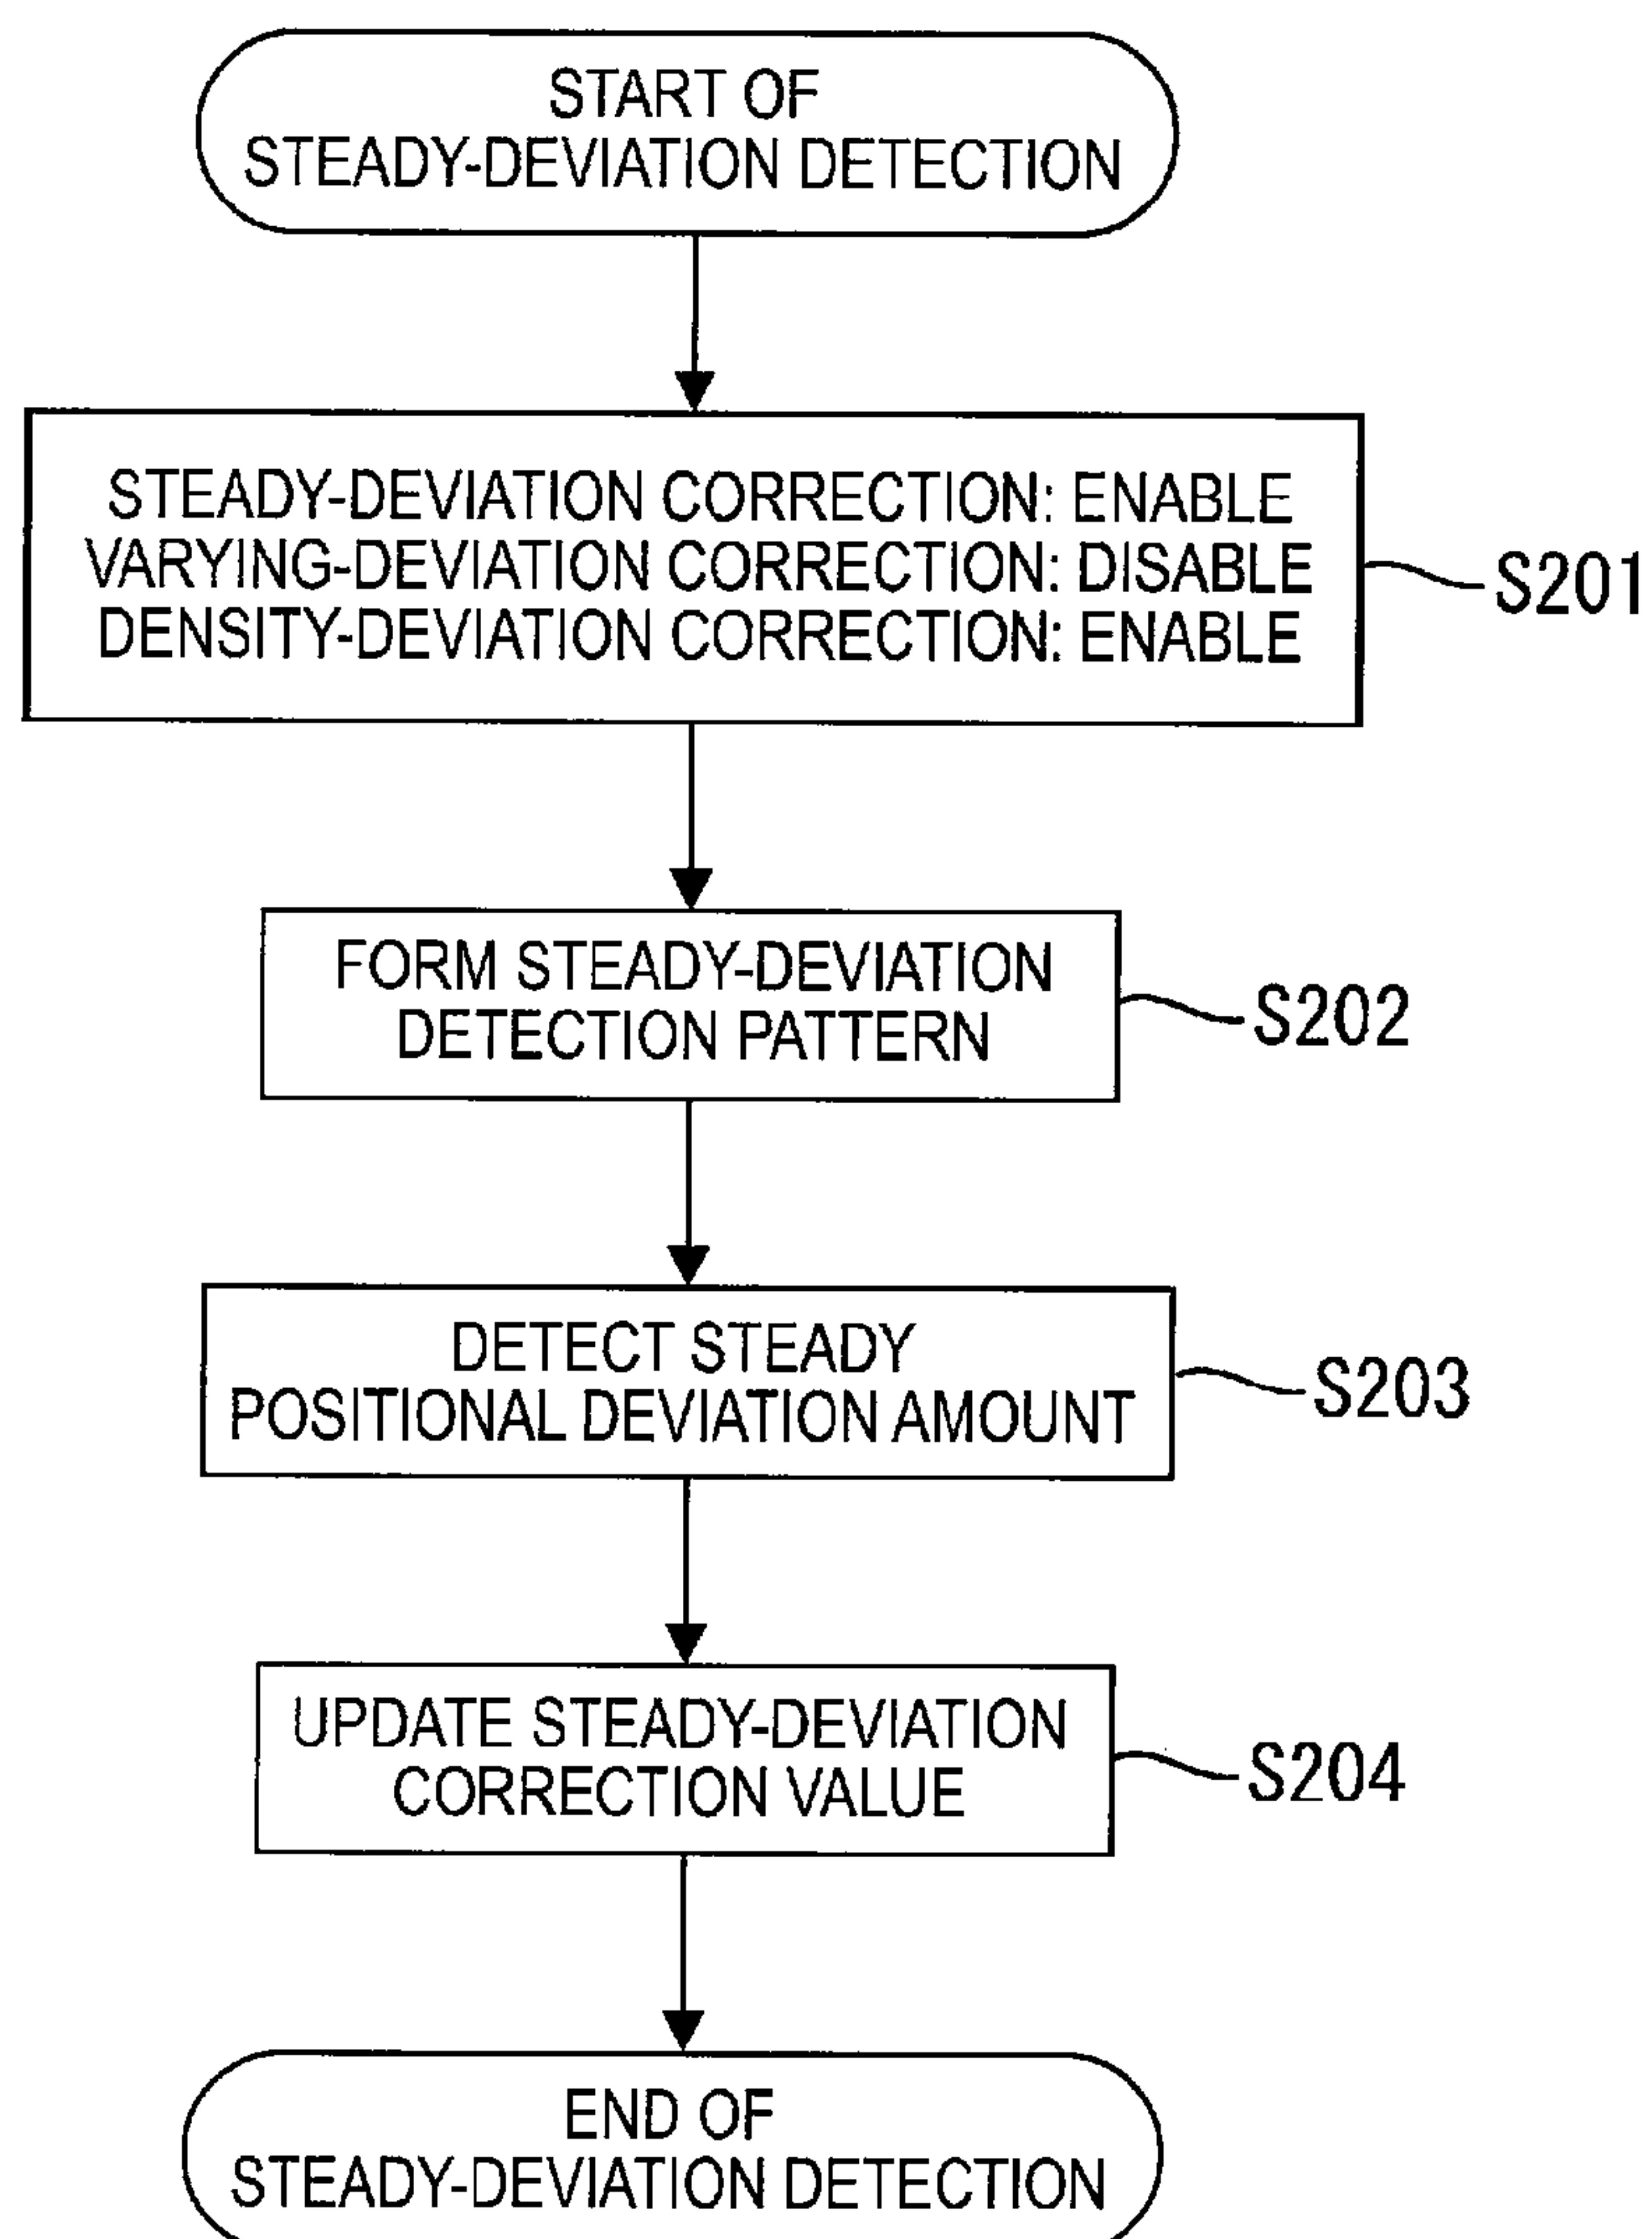 START OF
STEADY-DEVIATION DETECTION
STEADY-DEVIATION CORRECTION: ENABLE
VARYING-DEVIATION CORRECTION: DISABLE
DENSITY-DEVIATION CORRECTION: ENABLE
S201
FORM STEADY-DEVIATION
DETECTION PATTERN
S202
DETECT STEADY
POSITIONAL DEVIATION AMOUNT
S203
UPDATE STEADY-DEVIATION
CORRECTION VALUE
S204
END OF
STEADY-DEVIATION DETECTION